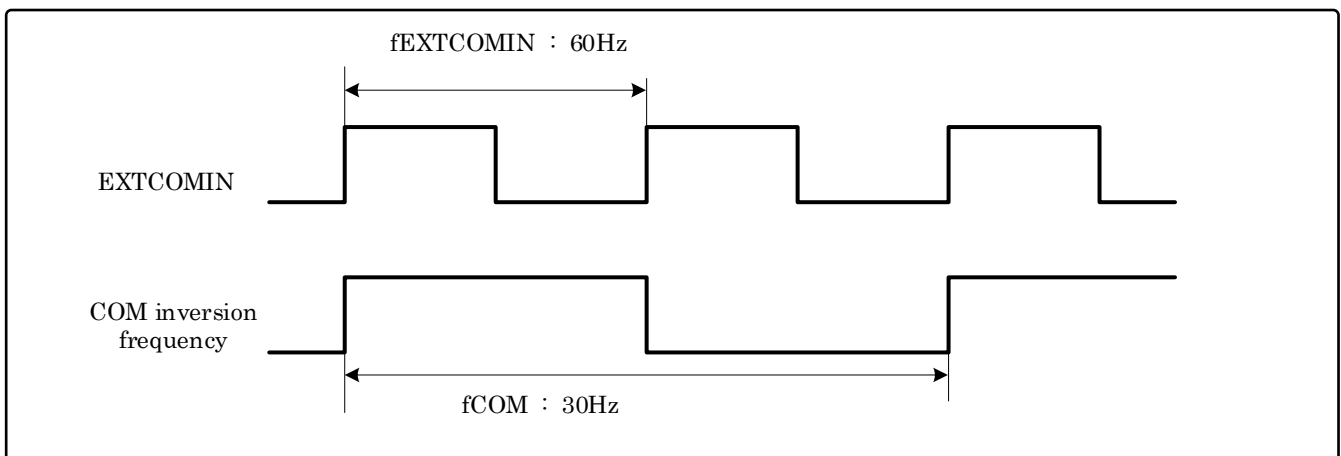 fEXTCOMIN : 60Hz
EXTCOMIN
COM inversion
frequency
fCOM : 30Hz